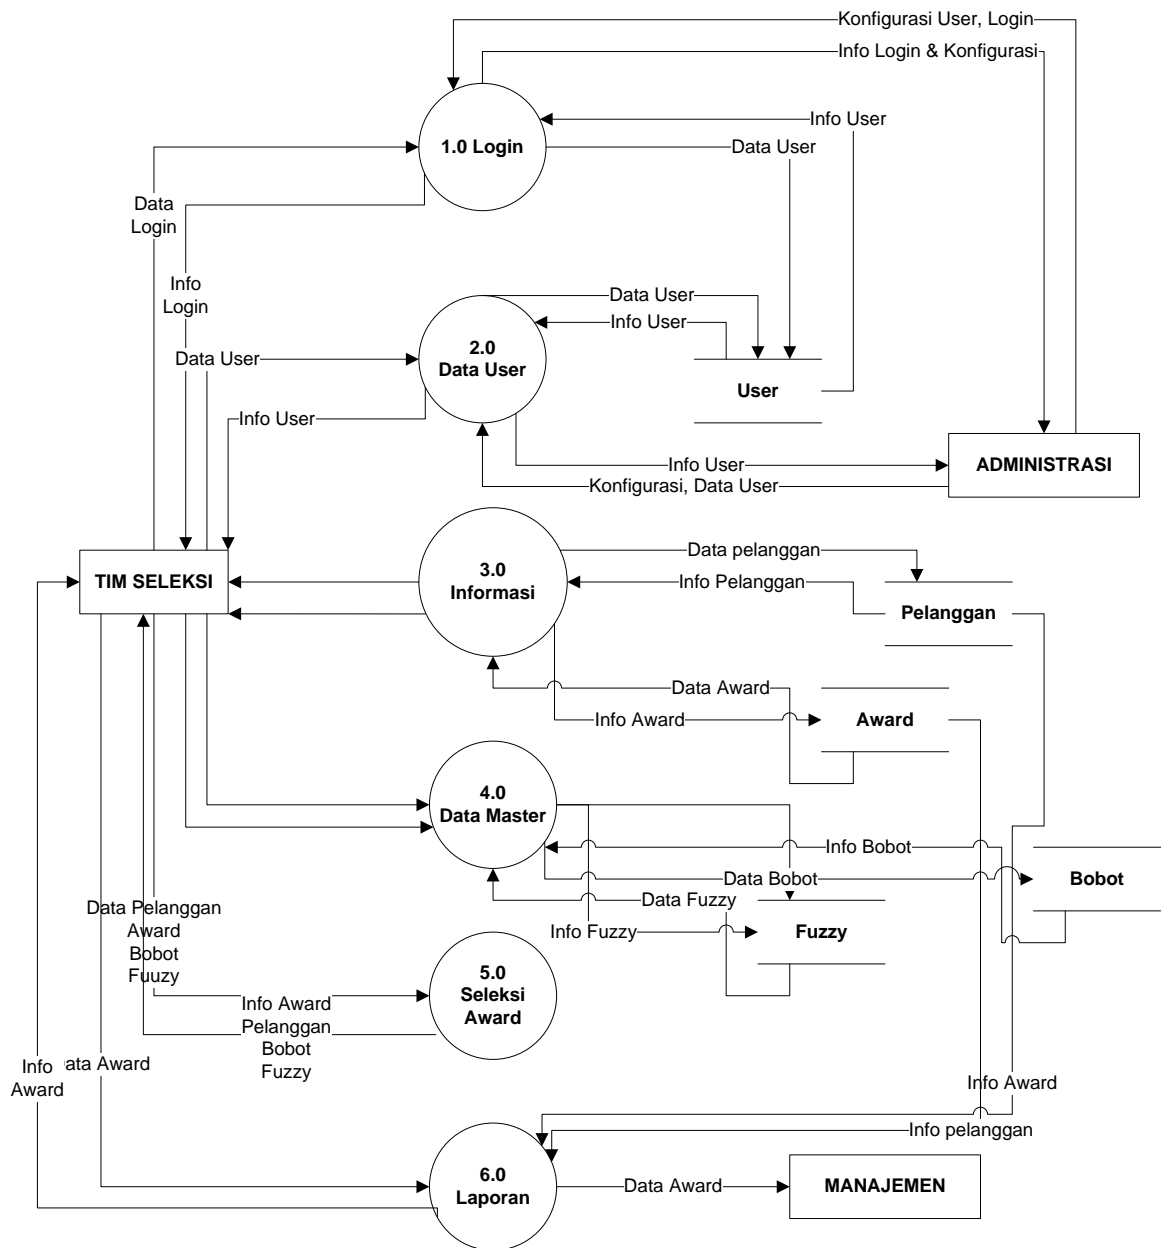 Konfigurasi User, Login
Info Login & Konfigurasi
Info User
1.0 Login
Data User
Data
Login
Info
Login
Data User
Info User
2.0
Data User
Data User
Info User
User
Info User
Konfigurasi, Data User
ADMINISTRASI
TIM SELEKSI
3.0
Informasi
Data pelanggan
Info Pelanggan
Pelanggan
Data Award
Info Award
Award
4.0
Data Master
Info Bobot
Data Bobot
Bobot
Data Fuzzy
Info Fuzzy
Fuzzy
Data Pelanggan
Award
Bobot
Fuuzy
5.0
Seleksi
Award
Info Award
Pelanggan
Bobot
Fuzzy
Info
Award
ata Award
Info Award
Info pelanggan
6.0
Laporan
Data Award
MANAJEMEN